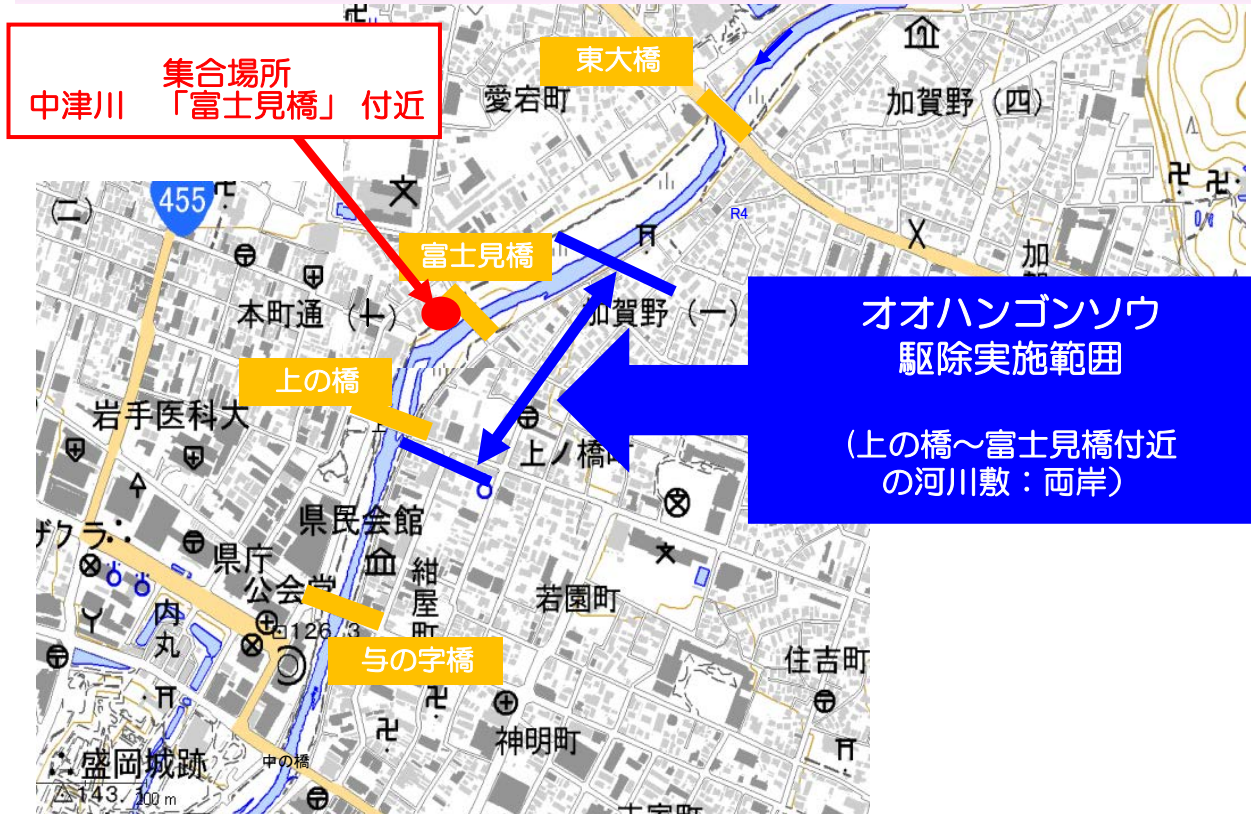 集合場所
中津川 「富士見橋」 付近
東大橋
愛宕町
加賀野(四)
455
(二)
R4
富士見橋
本町通
加賀野(一)
オオハンゴンソウ
駆除実施範囲
(上の橋～富士見橋付近
の河川敷：両岸)
上の橋
岩手医科大
上ノ橋町
県民会館
ザクラ
県庁
公会堂
紺屋町
若園町
内丸
126.3
与の字橋
住吉町
神明町
盛岡城跡
中の橋
143.
100 m